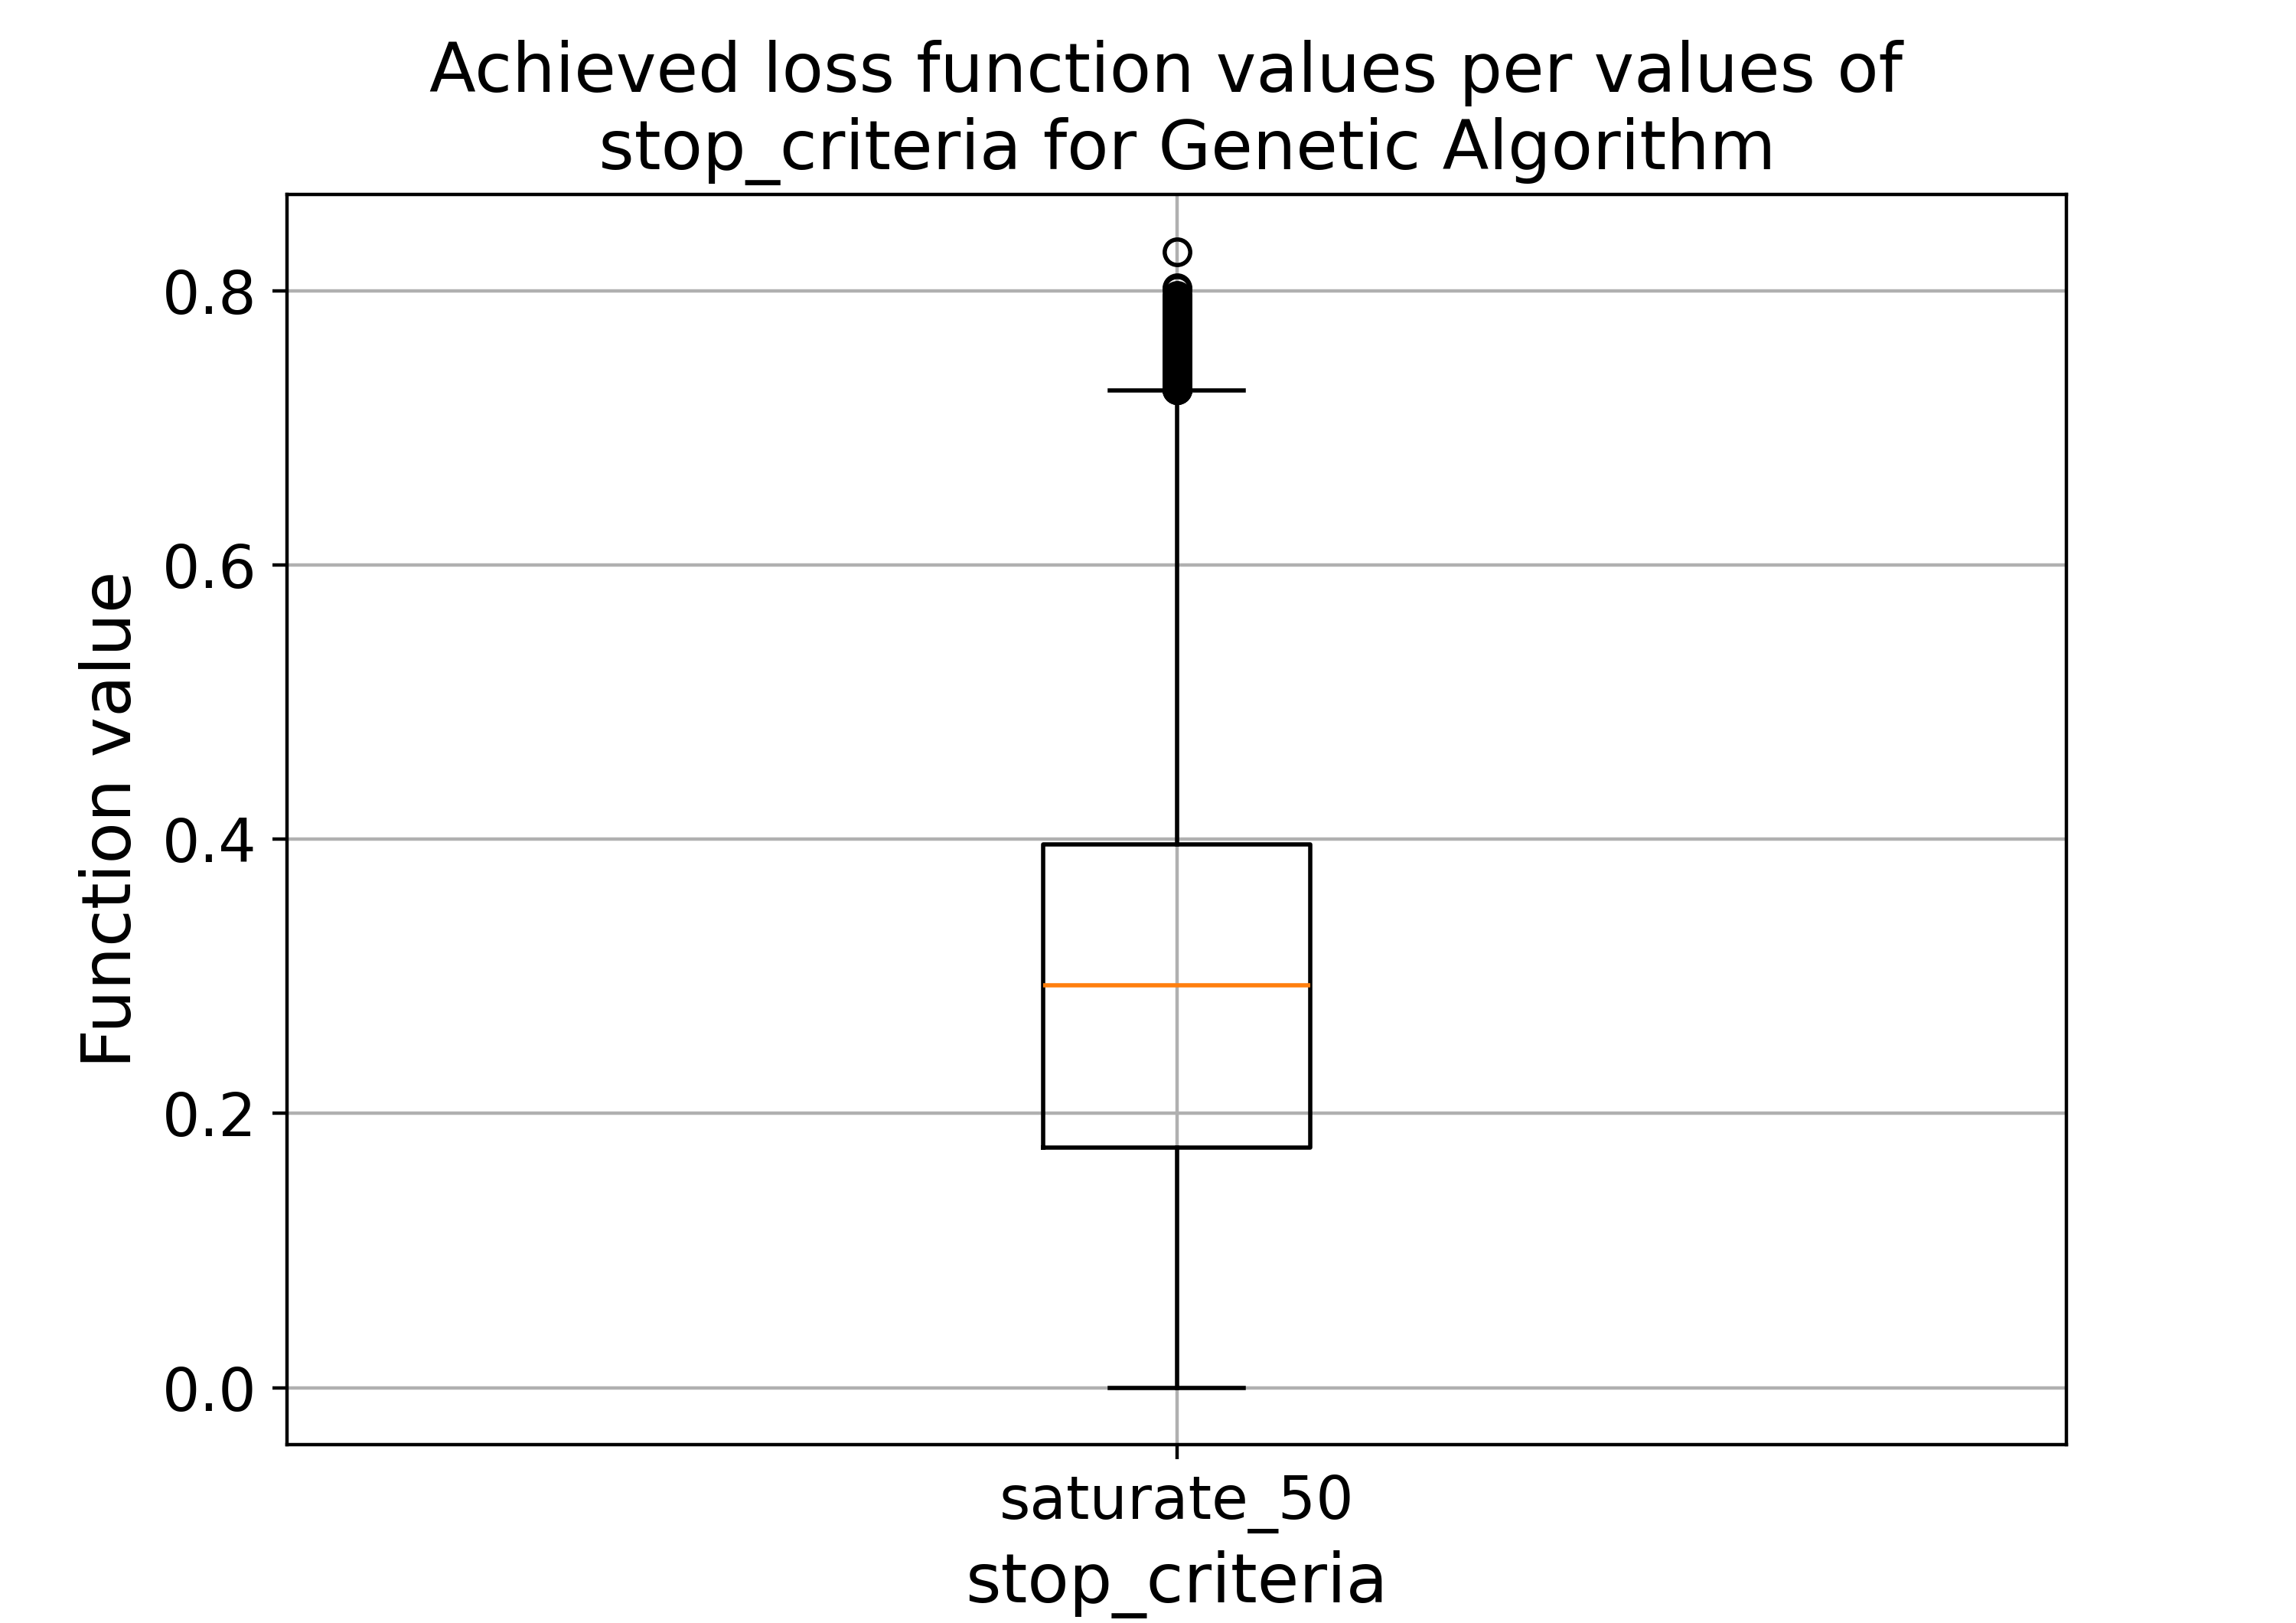 Achieved loss function values per values of
stop_criteria for Genetic Algorithm
Function value
0.8
0.6
0.4
0.2
0.0
saturate_50
stop_criteria